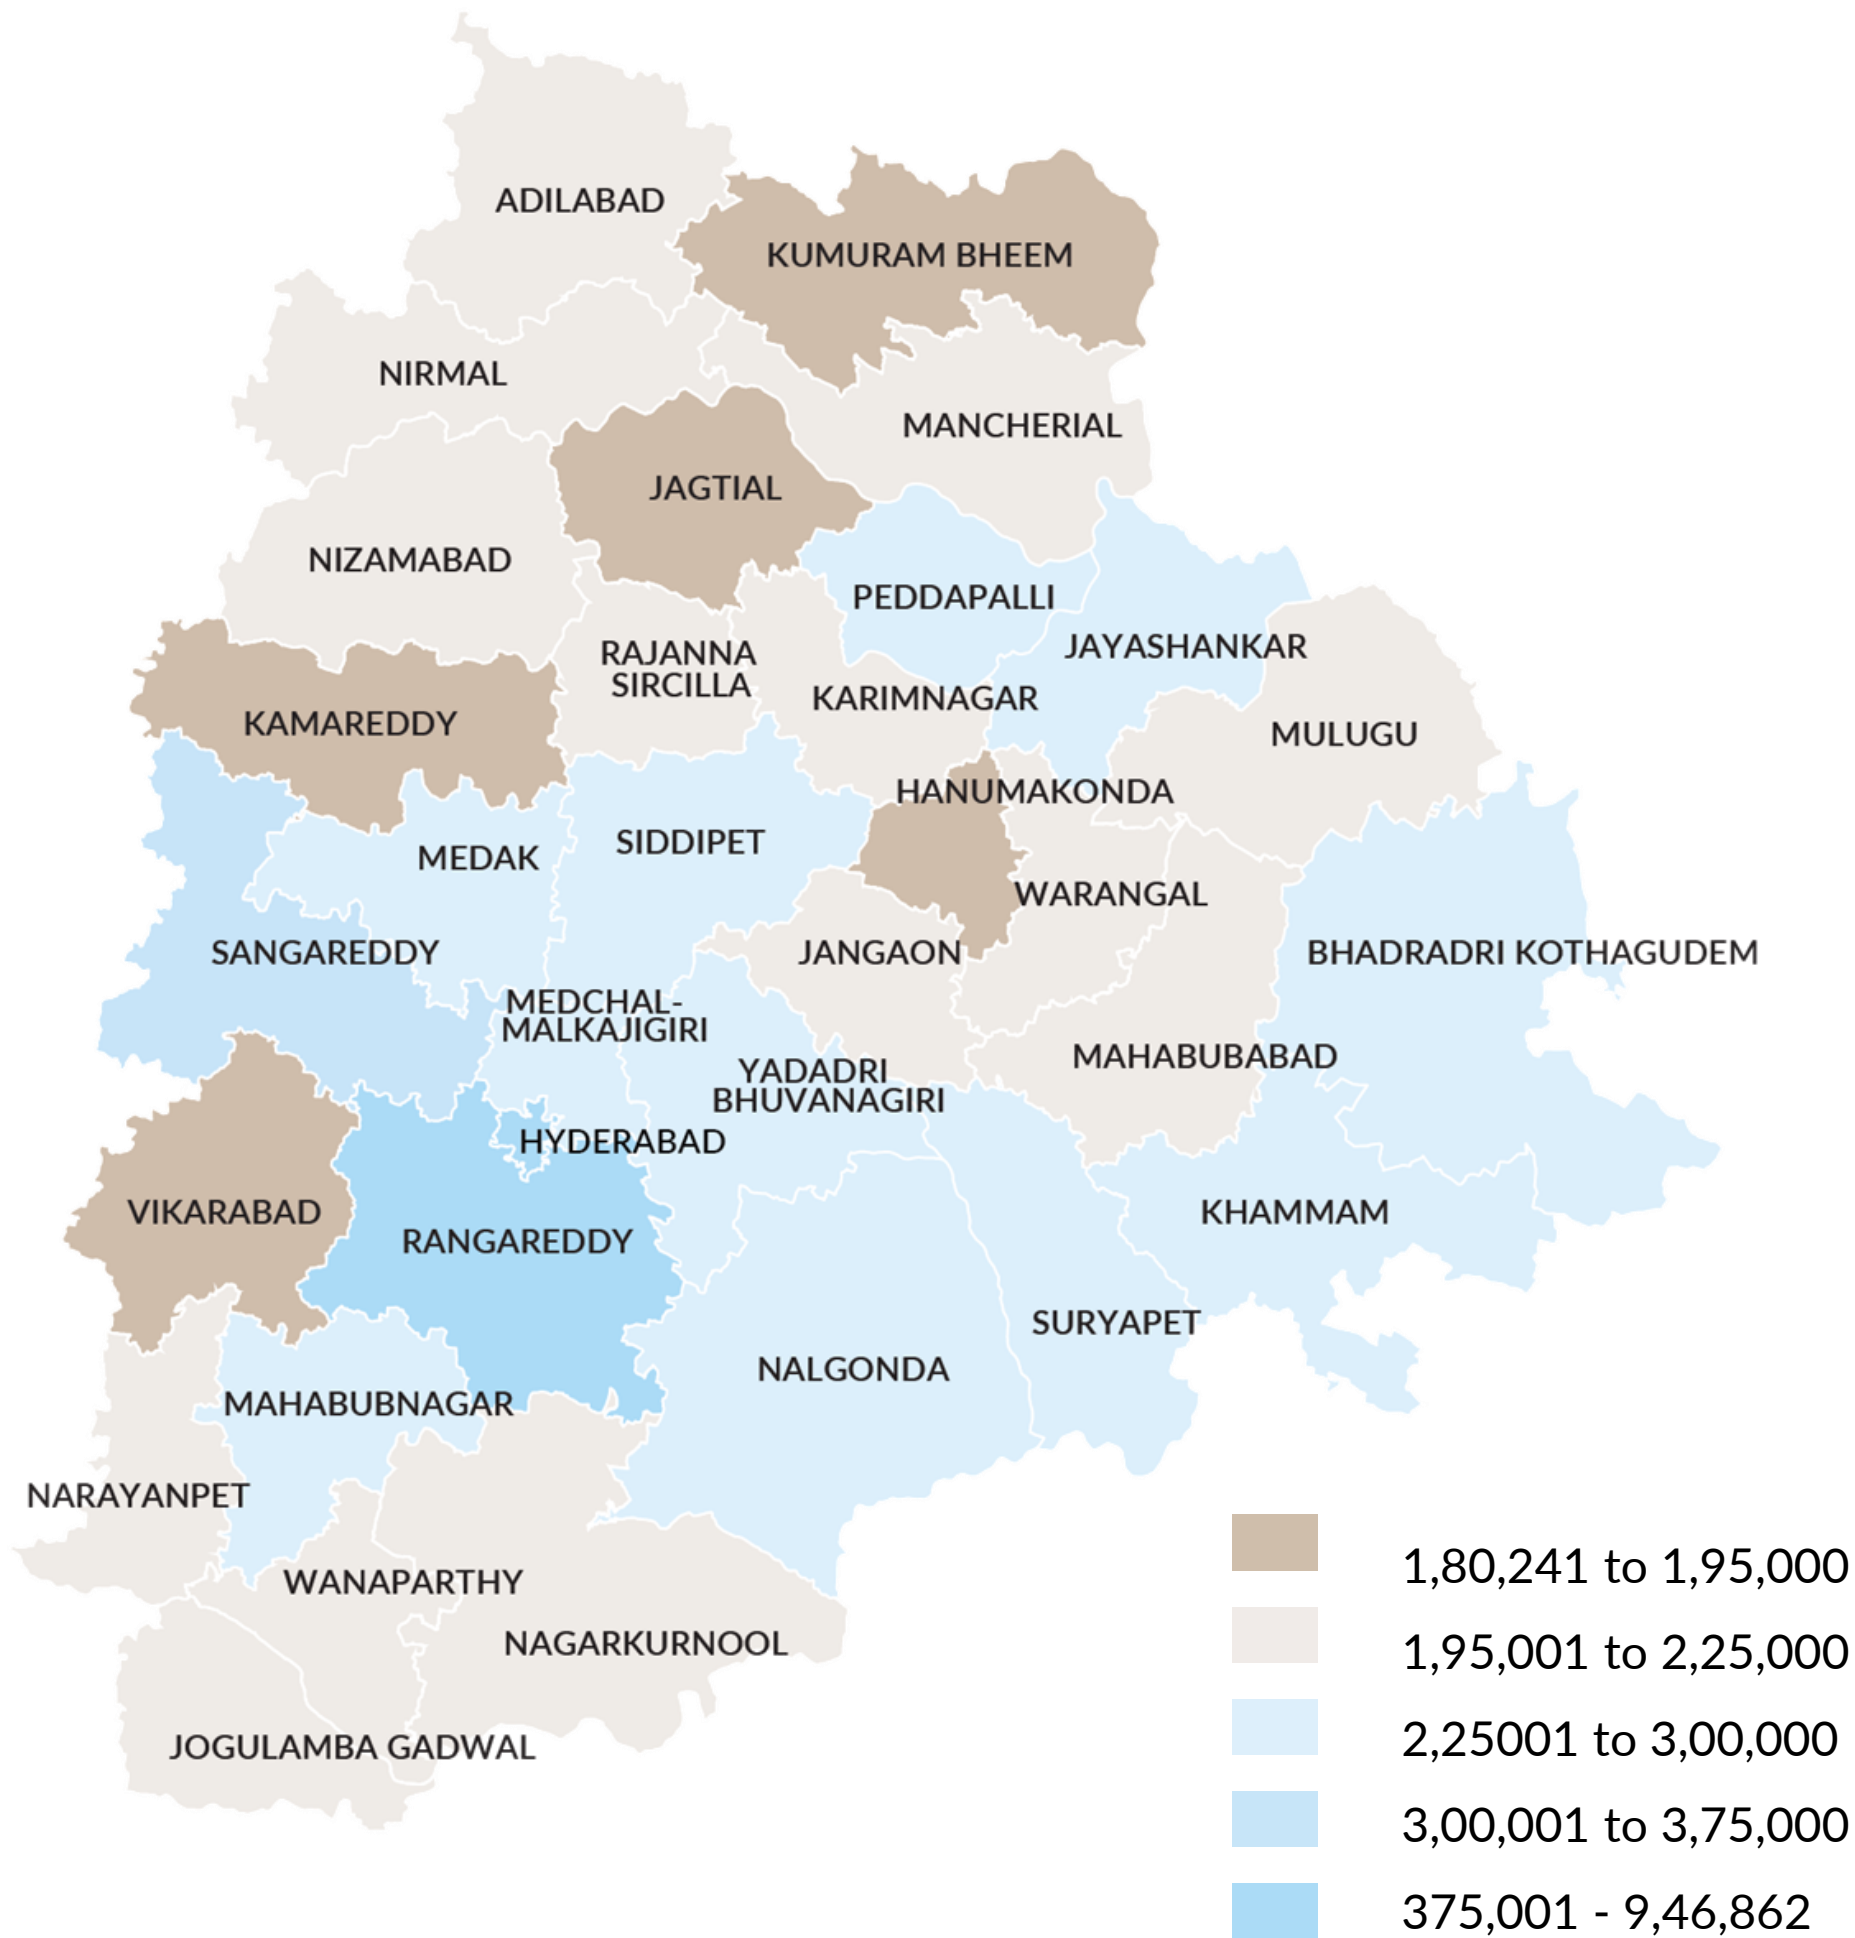 ADILABAD
KUMURAM BHEEM
NIRMAL
MANCHERIAL
JAGTIAL
NIZAMABAD
PEDDAPALLI
JAYASHANKAR
RAJANNA
SIRCILLA
KARIMNAGAR
KAMAREDDY
MULUGU
HANUMAKONDA
SIDDIPET
MEDAK
WARANGAL
SANGAREDDY
JANGAON
BHADRADRI KOTHAGUDEM
MEDCHAL-
MALKAJIGIRI
MAHABUBABAD
YADADRI
BHUVANAGIRI
HYDERABAD
VIKARABAD
KHAMMAM
RANGAREDDY
SURYAPET
NALGONDA
MAHABUBNAGAR
NARAYANPET
WANAPARTHY
NAGARKURNOOL
JOGULAMBA GADWAL
1,80,241 to 1,95,000
1,95,001 to 2,25,000
2,25001 to 3,00,000
3,00,001 to 3,75,000
375,001 - 9,46,862